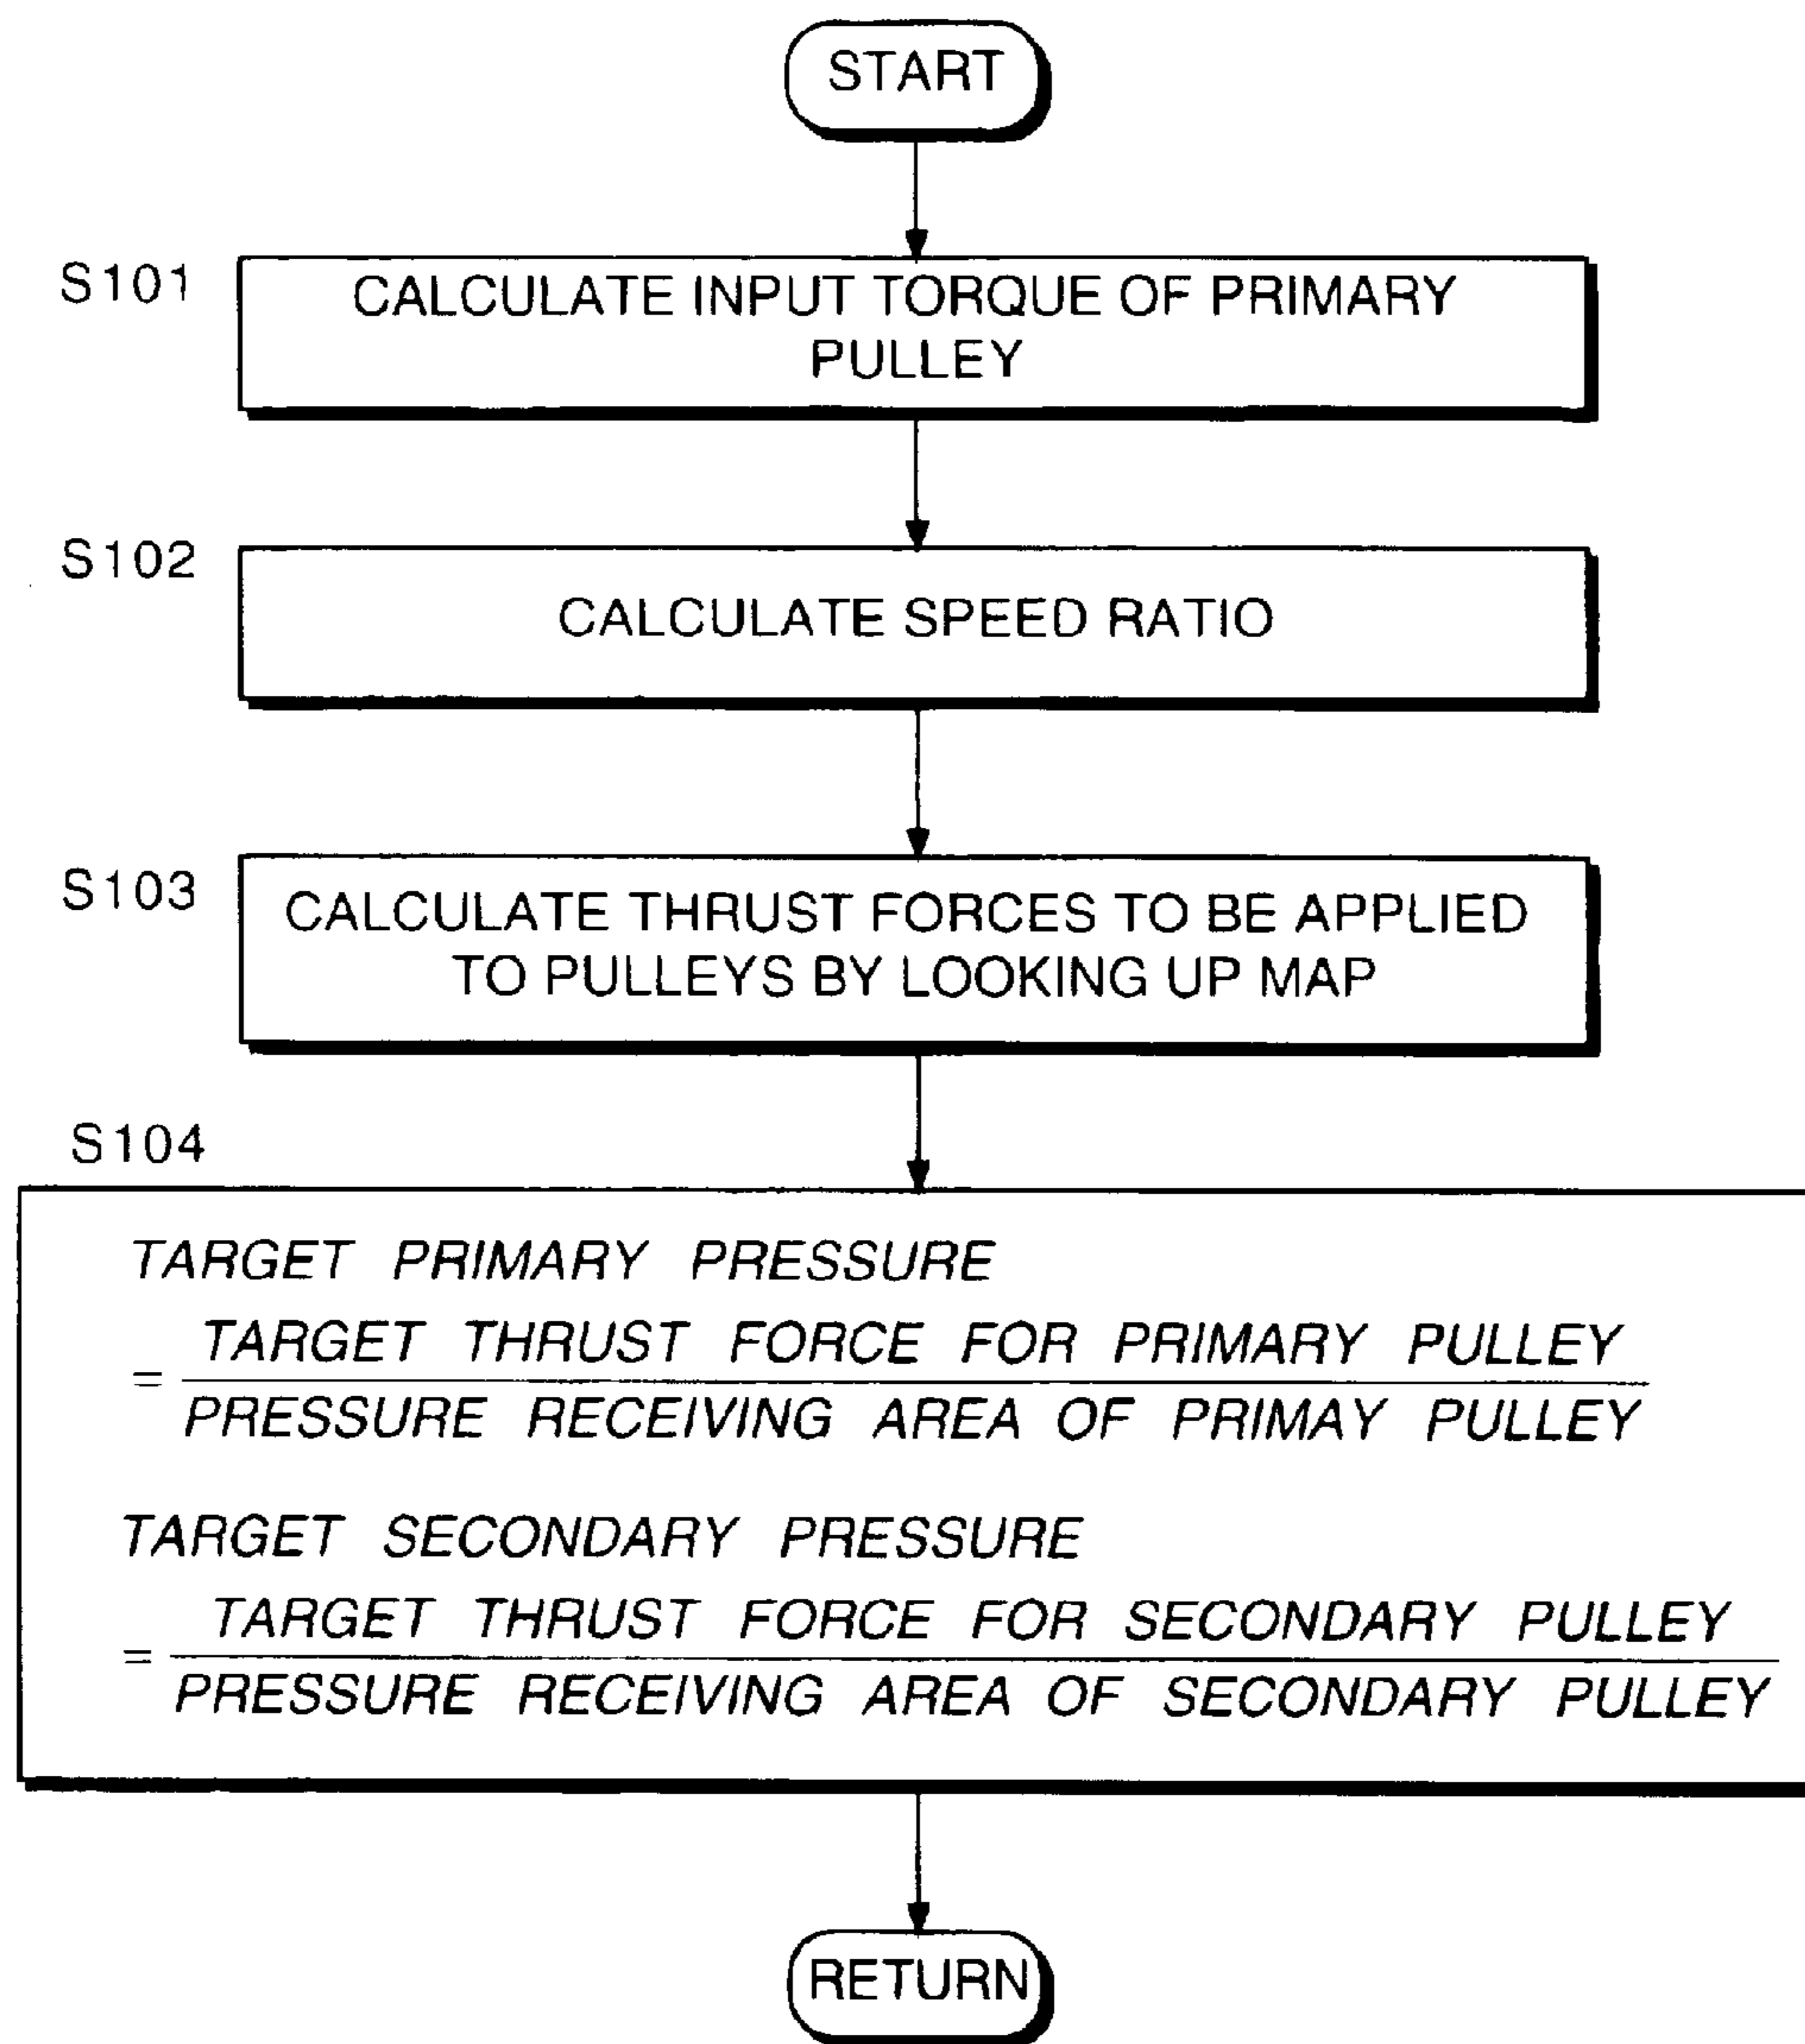 START
S101
CALCULATE INPUT TORQUE OF PRIMARY
PULLEY
S102
CALCULATE SPEED RATIO
S103
CALCULATE THRUST FORCES TO BE APPLIED
TO PULLEYS BY LOOKING UP MAP
S104
TARGET PRIMARY PRESSURE
TARGET THRUST FORCE FOR PRIMARY PULLEY
=
PRESSURE RECEIVING AREA OF PRIMAY PULLEY
TARGET SECONDARY PRESSURE
TARGET THRUST FORCE FOR SECONDARY PULLEY
=
PRESSURE RECEIVING AREA OF SECONDARY PULLEY
RETURN